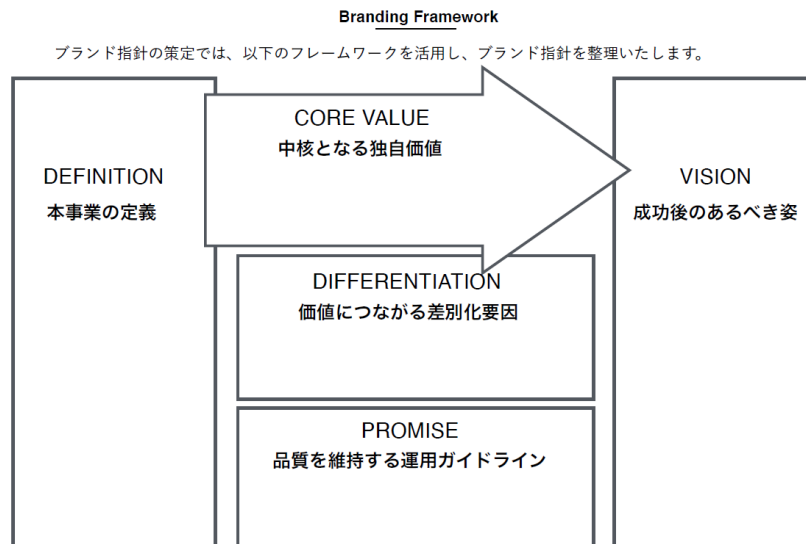 Branding Framework
ブランド指針の策定では、以下のフレームワークを活用し、ブランド指針を整理いたします。
DEFINITION
本事業の定義
CORE VALUE
中核となる独自価値
DIFFERENTIATION
価値につながる差別化要因
PROMISE
品質を維持する運用ガイドライン
VISION
成功後のあるべき姿